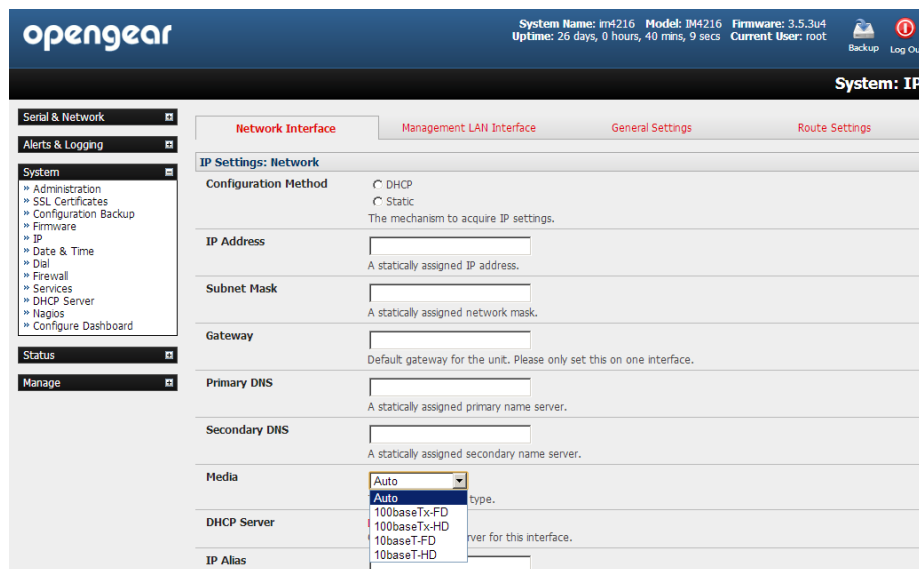 opengear
System Name: im4216 Model: IM4216 Firmware: 3.5.3u4
Uptime: 26 days, 0 hours, 40 mins, 9 secs Current User: root
Backup
Log Ou
System: IP
Serial & Network
Alerts & Logging
System
» Administration
» SSL Certificates
» Configuration Backup
» Firmware
» IP
» Date & Time
» Dial
» Firewall
» Services
» DHCP Server
» Nagios
» Configure Dashboard
Status
Manage
Network Interface
Management LAN Interface
General Settings
Route Settings
IP Settings: Network
Configuration Method
DHCP
Static
The mechanism to acquire IP settings.
IP Address
A statically assigned IP address.
Subnet Mask
A statically assigned network mask.
Gateway
Default gateway for the unit. Please only set this on one interface.
Primary DNS
A statically assigned primary name server.
Secondary DNS
A statically assigned secondary name server.
Media
Auto
Auto
100baseTx-FD
100baseTx-HD
10baseT-FD
10baseT-HD
type.
DHCP Server
rver for this interface.
IP Alias